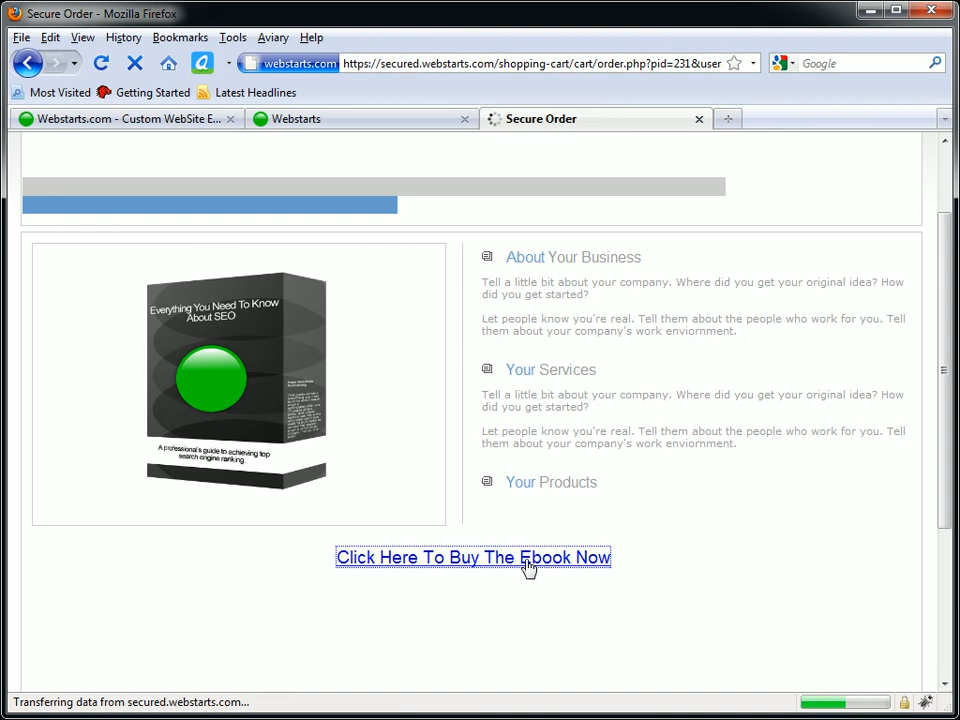 Secure Order - Mozilla Firefox
File Edit View History Bookmarks Tools Aviary Help
webstarts.com https://secured.webstarts.com/shopping-cart/cart/order.php?pid=231&user
Google
Most Visited Getting Started Latest Headlines
Webstarts.com - Custom WebSite E...
Webstarts
Secure Order
Everything You Need To Know
About SEO
A professional's guide to achieving top
search engine ranking.
About Your Business
Tell a little bit about your company. Where did you get your original idea? How
did you get started?
Let people know you're real. Tell them about the people who work for you. Tell
them about your company's work enviornment.
Your Services
Tell a little bit about your company. Where did you get your original idea? How
did you get started?
Let people know you're real. Tell them about the people who work for you. Tell
them about your company's work enviornment.
Your Products
Click Here To Buy The Ebook Now
Transferring data from secured.webstarts.com...